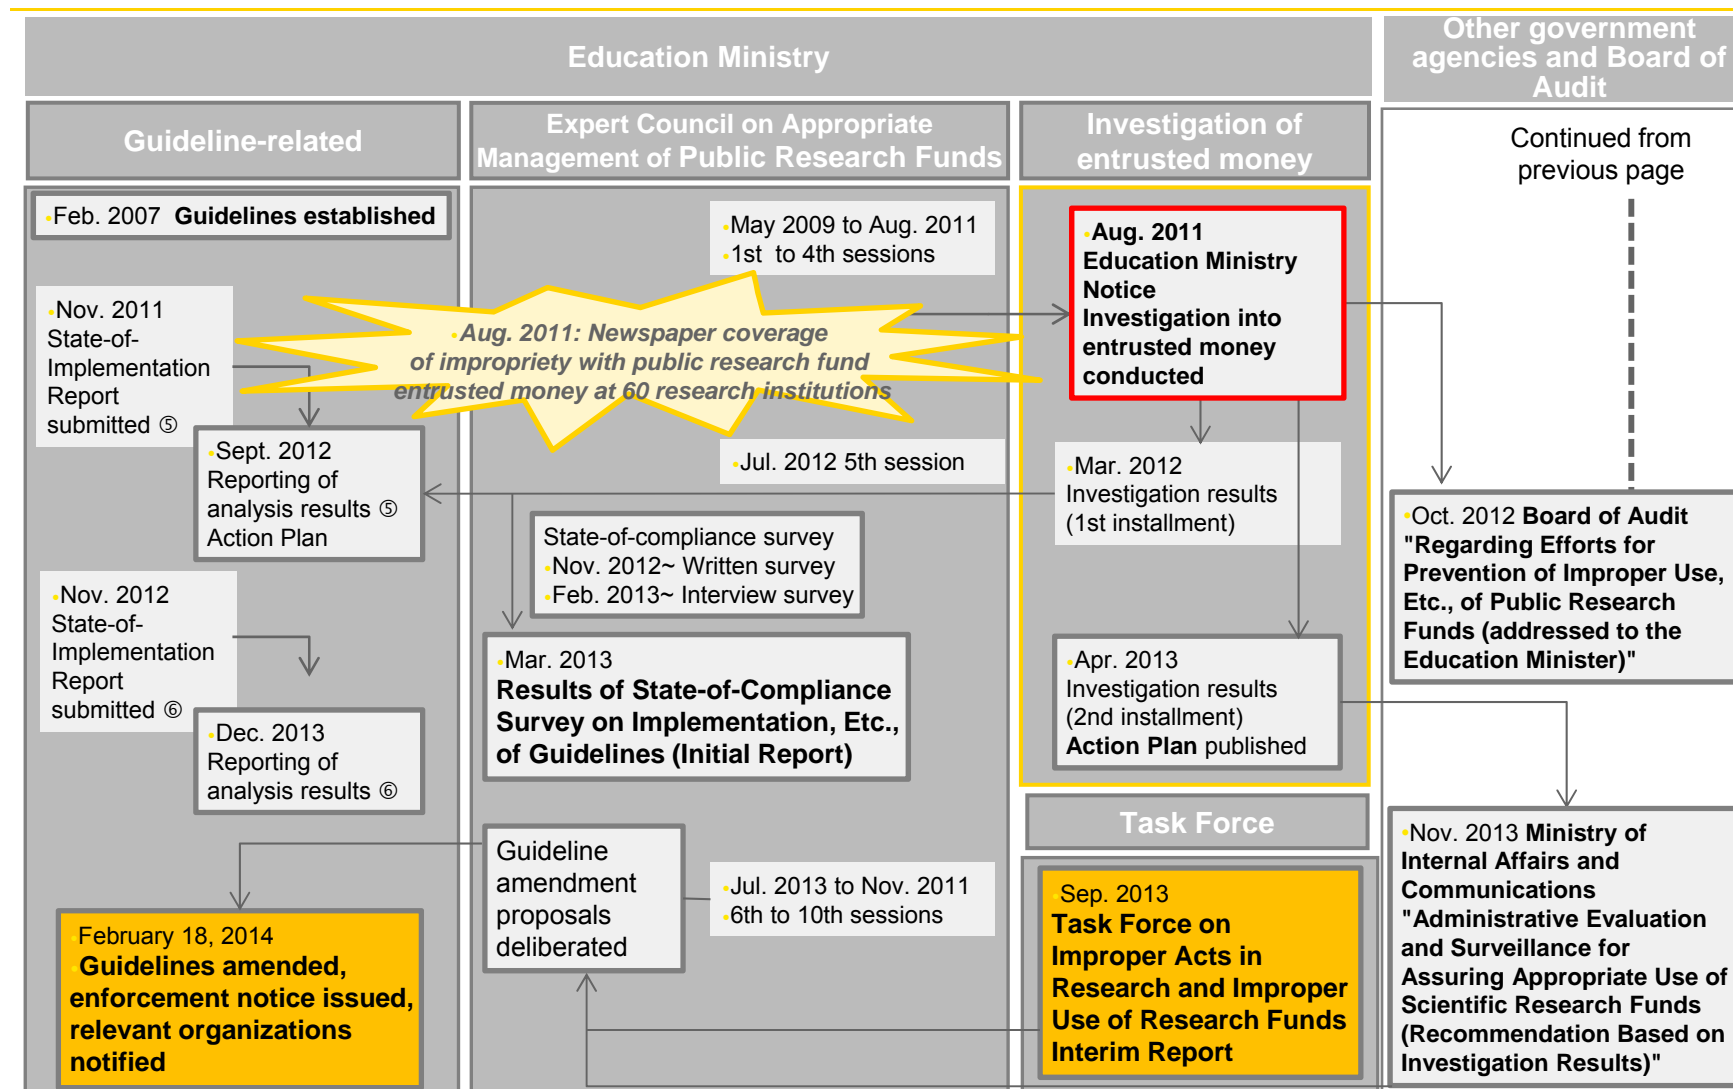 Education Ministry
Other government
agencies and Board of
Audit
Guideline-related
Expert Council on Appropriate
Management of Public Research Funds
Investigation of
entrusted money
Continued from
previous page
•Feb. 2007 Guidelines established
•May 2009 to Aug. 2011
•1st to 4th sessions
•Aug. 2011
Education Ministry
Notice
Investigation into
entrusted money
conducted
•Nov. 2011
State-of-
Implementation
Report
submitted ⑤
•Aug. 2011: Newspaper coverage
of impropriety with public research fund
entrusted money at 60 research institutions
•Sept. 2012
Reporting of
analysis results ⑤
Action Plan
•Jul. 2012 5th session
•Mar. 2012
Investigation results
(1st installment)
•Oct. 2012 Board of Audit
"Regarding Efforts for
Prevention of Improper Use,
Etc., of Public Research
Funds (addressed to the
Education Minister)"
State-of-compliance survey
•Nov. 2012~ Written survey
•Feb. 2013~ Interview survey
•Nov. 2012
State-of-
Implementation
Report
submitted ⑥
•Mar. 2013
Results of State-of-Compliance
Survey on Implementation, Etc.,
of Guidelines (Initial Report)
•Apr. 2013
Investigation results
(2nd installment)
Action Plan published
•Dec. 2013
Reporting of
analysis results ⑥
Task Force
Guideline
amendment
proposals
deliberated
•Jul. 2013 to Nov. 2011
•6th to 10th sessions
•Sep. 2013
Task Force on
Improper Acts in
Research and Improper
Use of Research Funds
Interim Report
•Nov. 2013 Ministry of
Internal Affairs and
Communications
"Administrative Evaluation
and Surveillance for
Assuring Appropriate Use of
Scientific Research Funds
(Recommendation Based on
Investigation Results)"
•February 18, 2014
•Guidelines amended,
enforcement notice issued,
relevant organizations
notified